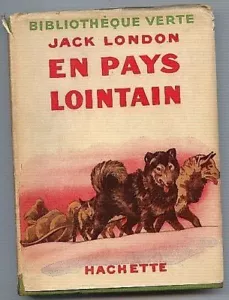 BIBLIOTHÈQUE VERTE
JACK LONDON
EN PAYS
LOINTAIN
HACHETTE